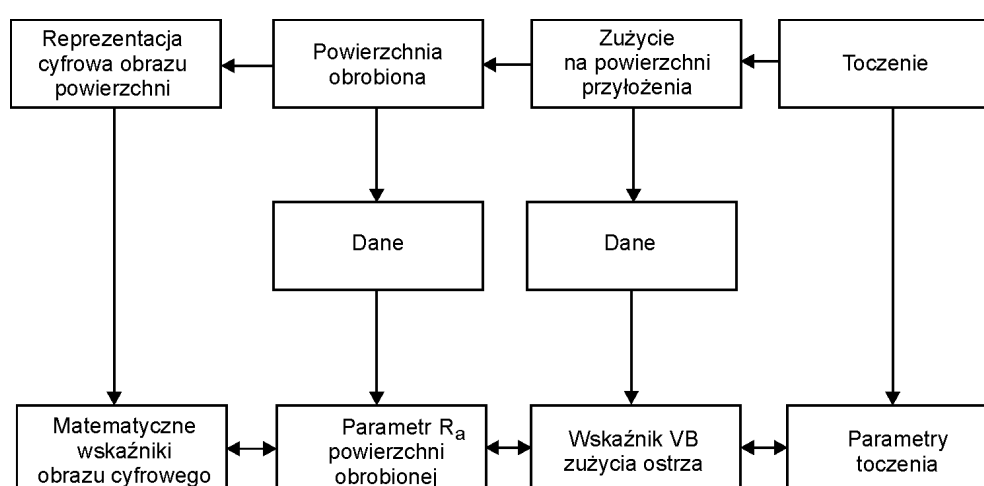 Reprezentacja
cyfrowa obrazu
powierzchni
Powierzchnia
obrobiona
Zużycie
na powierzchni
przyłożenia
Toczenie
Dane
Dane
Matematyczne
wskaźniki
obrazu cyfrowego
Parametr Ra
powierzchni
obrobionej
Wskaźnik VB
zużycia ostrza
Parametry
toczenia